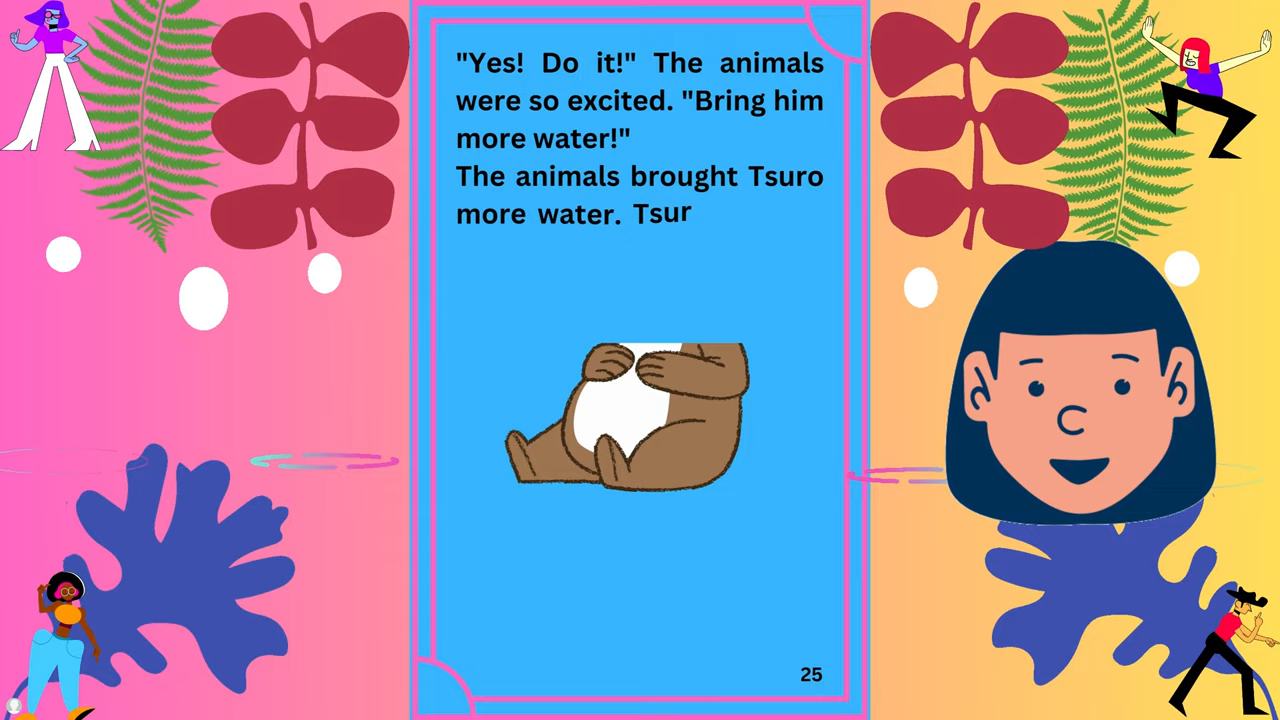 "Yes! Do it!" The animals
were so excited. "Bring him
more water!"
The animals brought Tsuro
more water. Tsur
25